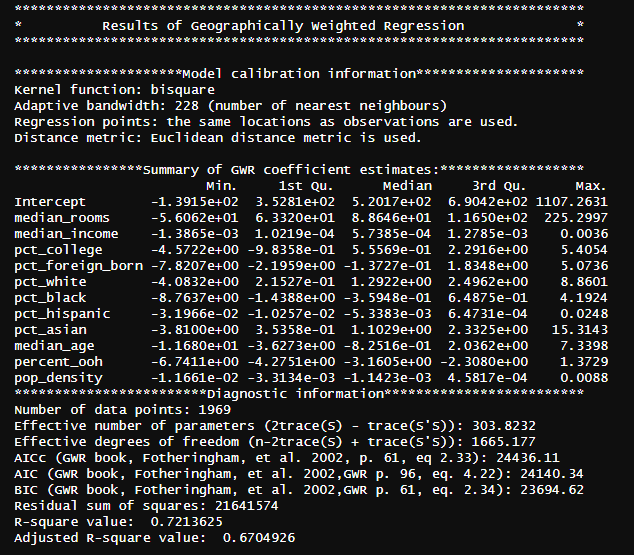 ***********************************************************************
*          Results of Geographically Weighted Regression              *
***********************************************************************
*********************Model calibration information*********************
Kernel function: bisquare
Adaptive bandwidth: 228 (number of nearest neighbours)
Regression points: the same locations as observations are used.
Distance metric: Euclidean distance metric is used.
****************Summary of GWR coefficient estimates:******************
Min. 1st Qu. Median 3rd Qu. Max.
Intercept -1.3915e+02 3.5281e+02 5.2017e+02 6.9042e+02 1107.2631
median_rooms -5.6062e+01 6.3320e+01 8.8646e+01 1.1650e+02 225.2997
median_income -1.3865e-03 1.0219e-04 5.7385e-04 1.2785e-03 0.0036
pct_college -4.5722e+00 -9.8358e-01 5.5569e-01 2.2916e+00 5.4054
pct_foreign_born -7.8207e+00 -2.1959e+00 -1.3727e-01 1.8348e+00 5.0736
pct_white -4.0832e+00 2.1527e-01 1.2922e+00 2.4962e+00 8.8601
pct_black -8.7637e+00 -1.4388e+00 -3.5948e-01 6.4875e-01 4.1924
pct_hispanic -3.1966e-02 -1.0257e-02 -5.3383e-03 6.4731e-04 0.0248
pct_asian -3.8100e+00 3.5358e-01 1.1029e+00 2.3325e+00 15.3143
median_age -1.1680e+01 -3.6273e+00 -8.2516e-01 2.0362e+00 7.3398
percent_ooh -6.7411e+00 -4.2751e+00 -3.1605e+00 -2.3080e+00 1.3729
pop_density -1.1661e-02 -3.3134e-03 -1.1423e-03 4.5817e-04 0.0088
************************Diagnostic information*************************
Number of data points: 1969
Effective number of parameters (2trace(S) - trace(S'S)): 303.8232
Effective degrees of freedom (n-2trace(S) + trace(S'S)): 1665.177
AICc (GWR book, Fotheringham, et al. 2002, p. 61, eq 2.33): 24436.11
AIC (GWR book, Fotheringham, et al. 2002,GWR p. 96, eq. 4.22): 24140.34
BIC (GWR book, Fotheringham, et al. 2002,GWR p. 61, eq. 2.34): 23694.62
Residual sum of squares: 21641574
R-square value:  0.7213625
Adjusted R-square value:  0.6704926